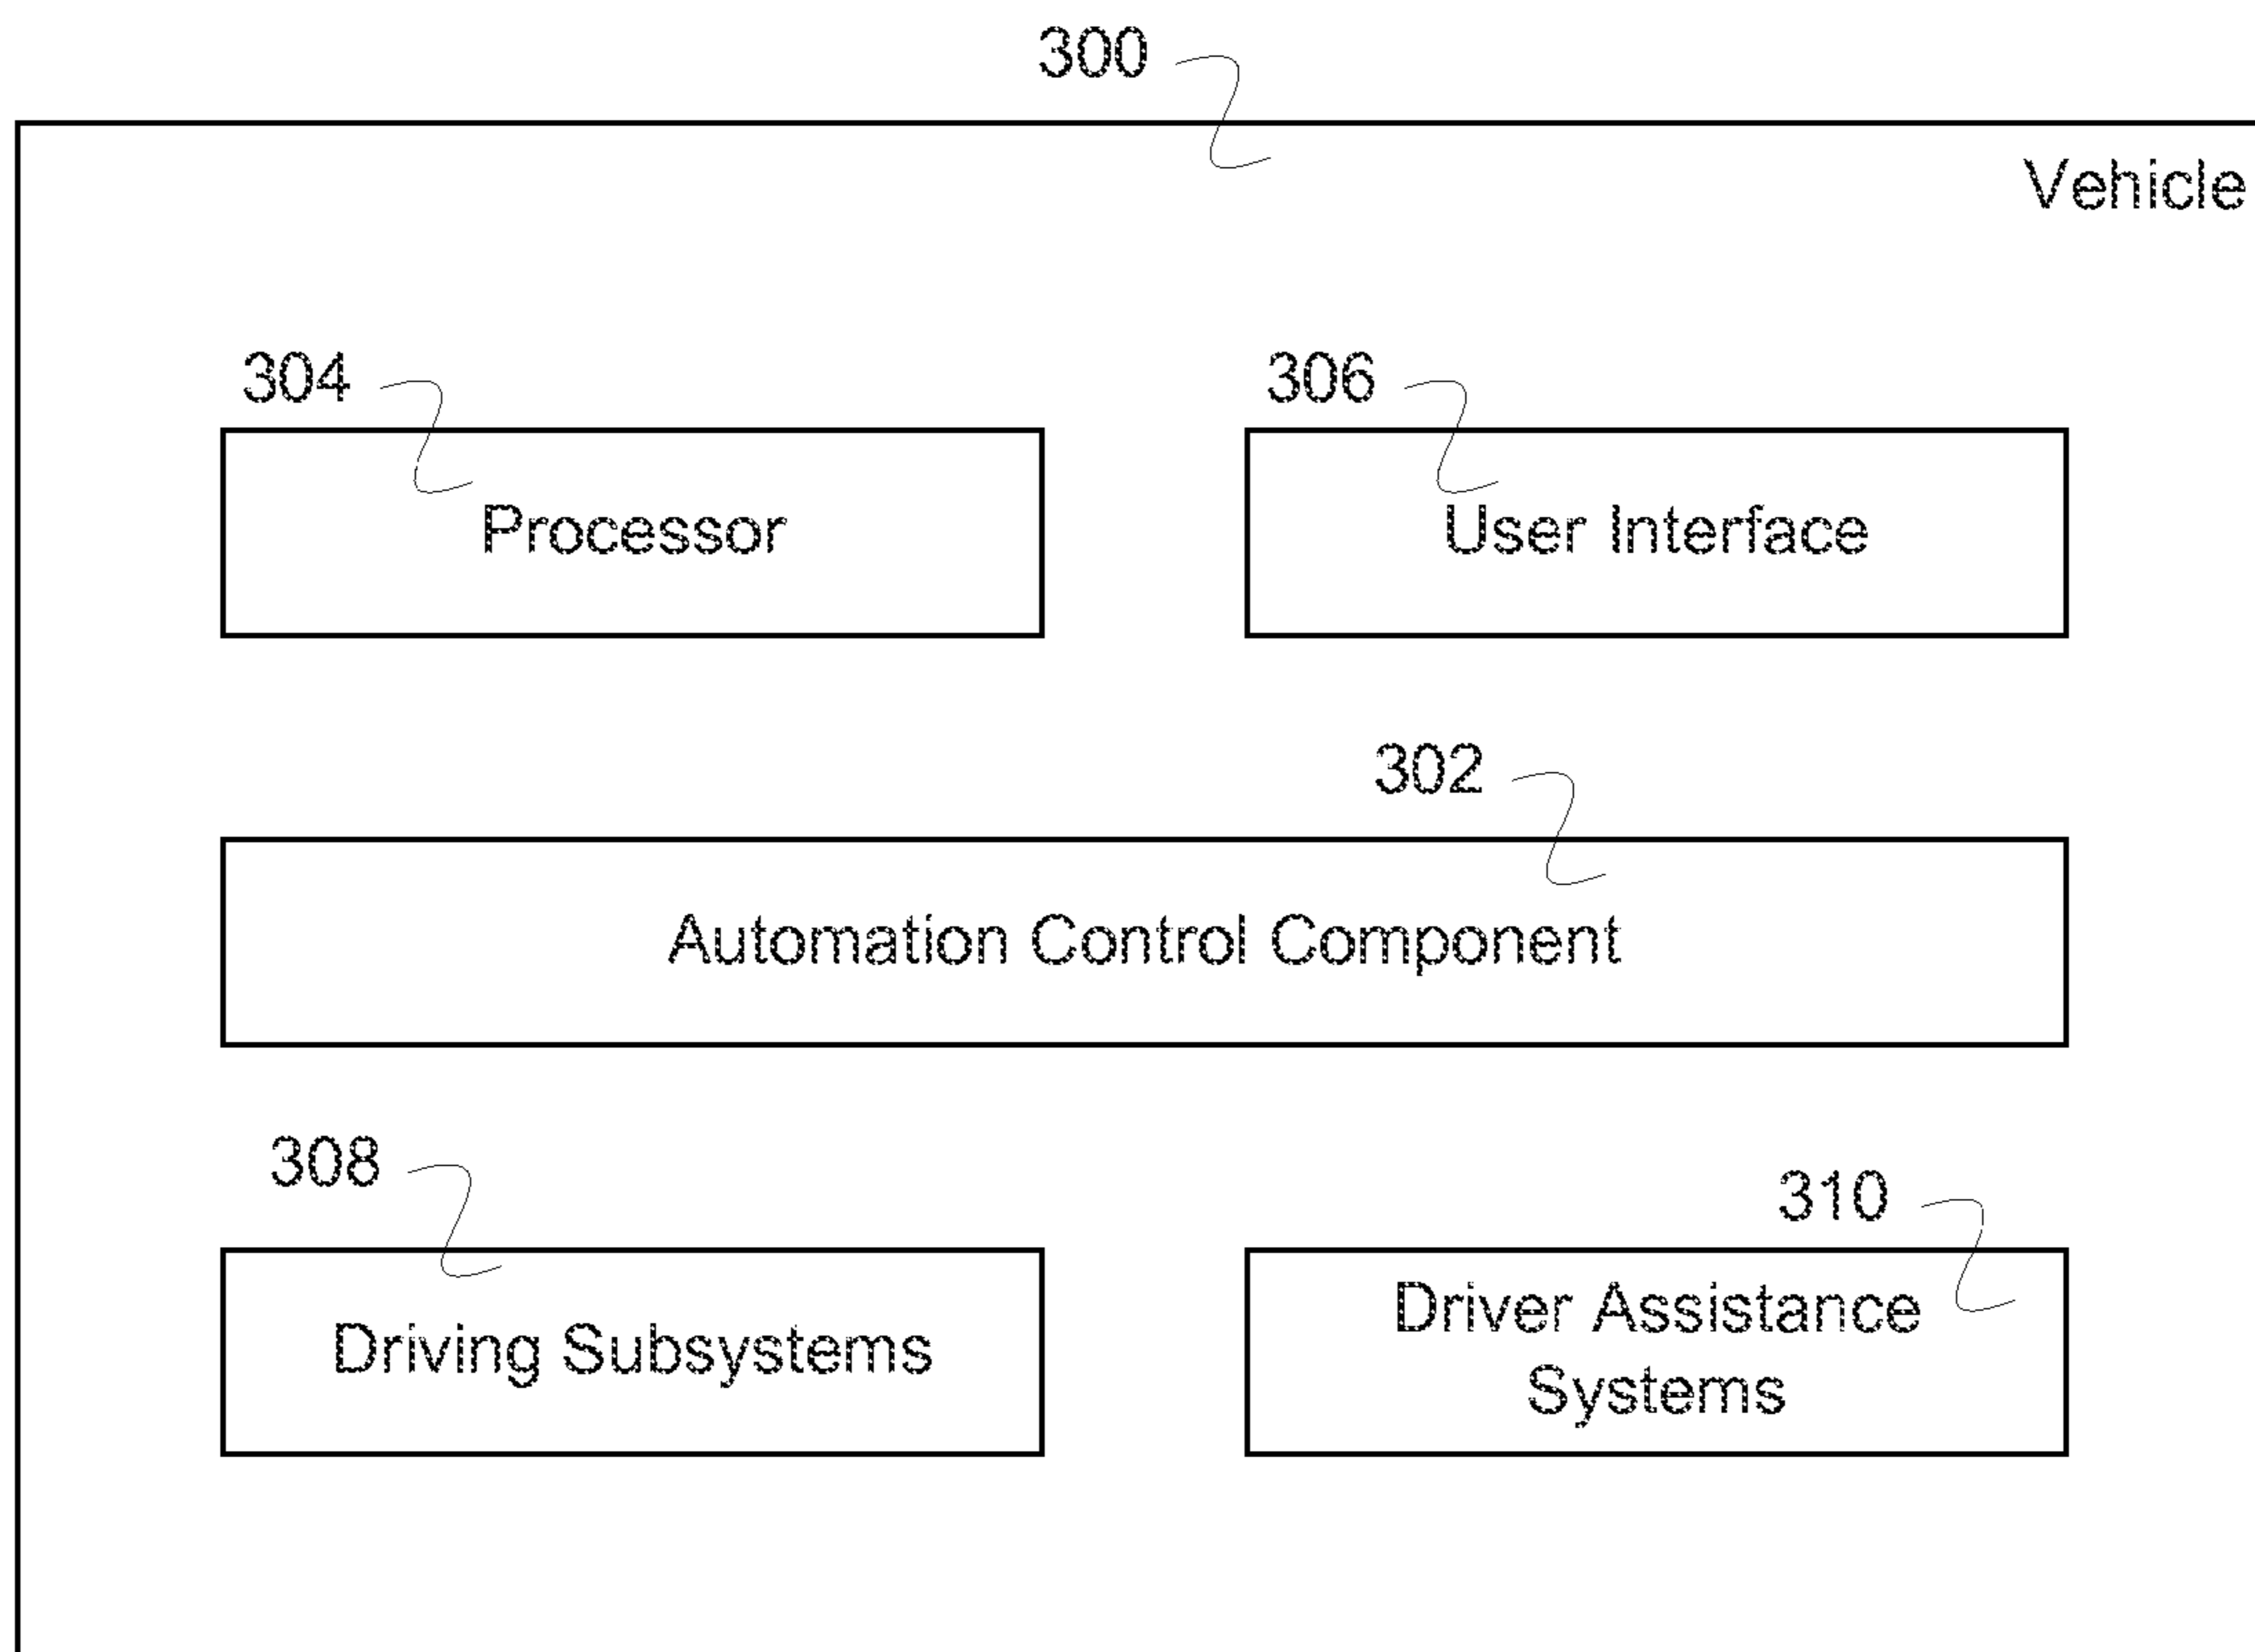 300
Vehicle
304
306
Processor
User Interface
302
Automation Control Component
308
310
Driving Subsystems
Driver Assistance
Systems